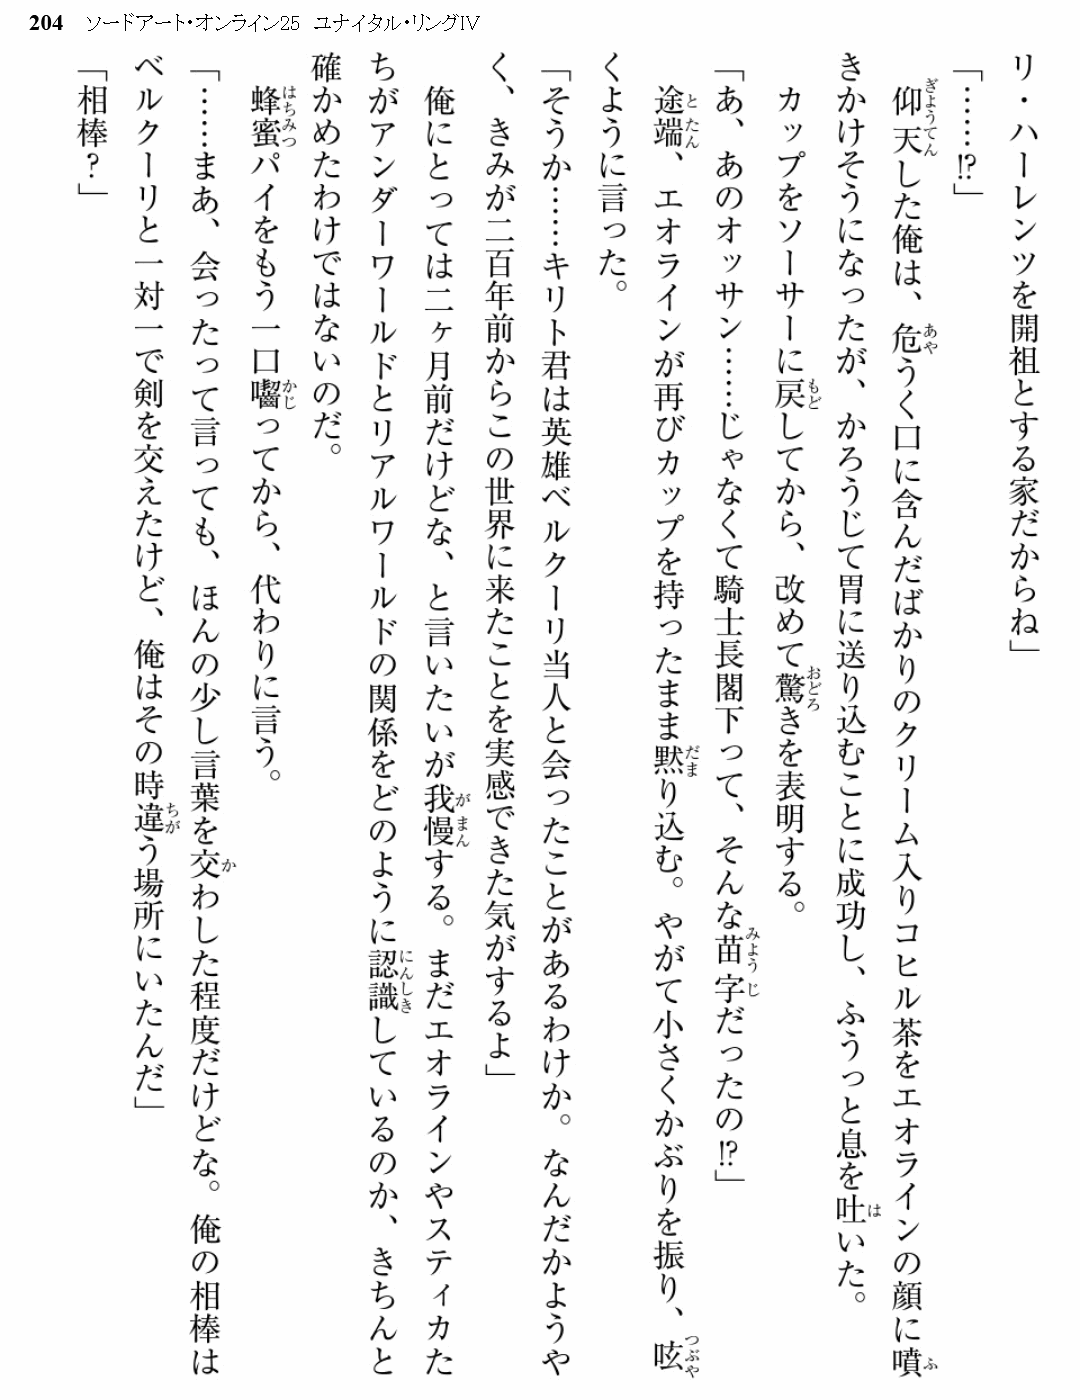 204 ソードアート・オンライン25 ユナイタル・リングⅣ
リ・ハーレンツを開祖とする家だからね」
「……!?」
仰天した俺は、危うく口に含んだばかりのクリーム入りコヒル茶をエオラインの顔に噴
きかけそうになったが、かろうじて胃に送り込むことに成功し、ふうっと息を吐いた。
カップをソーサーに戻してから、改めて驚きを表明する。
「あ、あのオッサン……じゃなくて騎士長閣下って、そんな苗字だったの!?」
途端、エオラインが再びカップを持ったまま黙り込む。やがて小さくかぶりを振り、呟
くように言った。
「そうか……キリト君は英雄ベルクーリ当人と会ったことがあるわけか。なんだかようや
く、きみが二百年前からこの世界に来たことを実感できた気がするよ」
俺にとっては二ヶ月前だけどな、と言いたいが我慢する。まだエオラインやスティカた
ちがアンダーワールドとリアルワールドの関係をどのように認識しているのか、きちんと
確かめたわけではないのだ。
蜂蜜パイをもう一口囓ってから、代わりに言う。
「……まあ、会ったって言っても、ほんの少し言葉を交わした程度だけどな。俺の相棒は
ベルクーリと一対一で剣を交えたけど、俺はその時違う場所にいたんだ」
「相棒？」